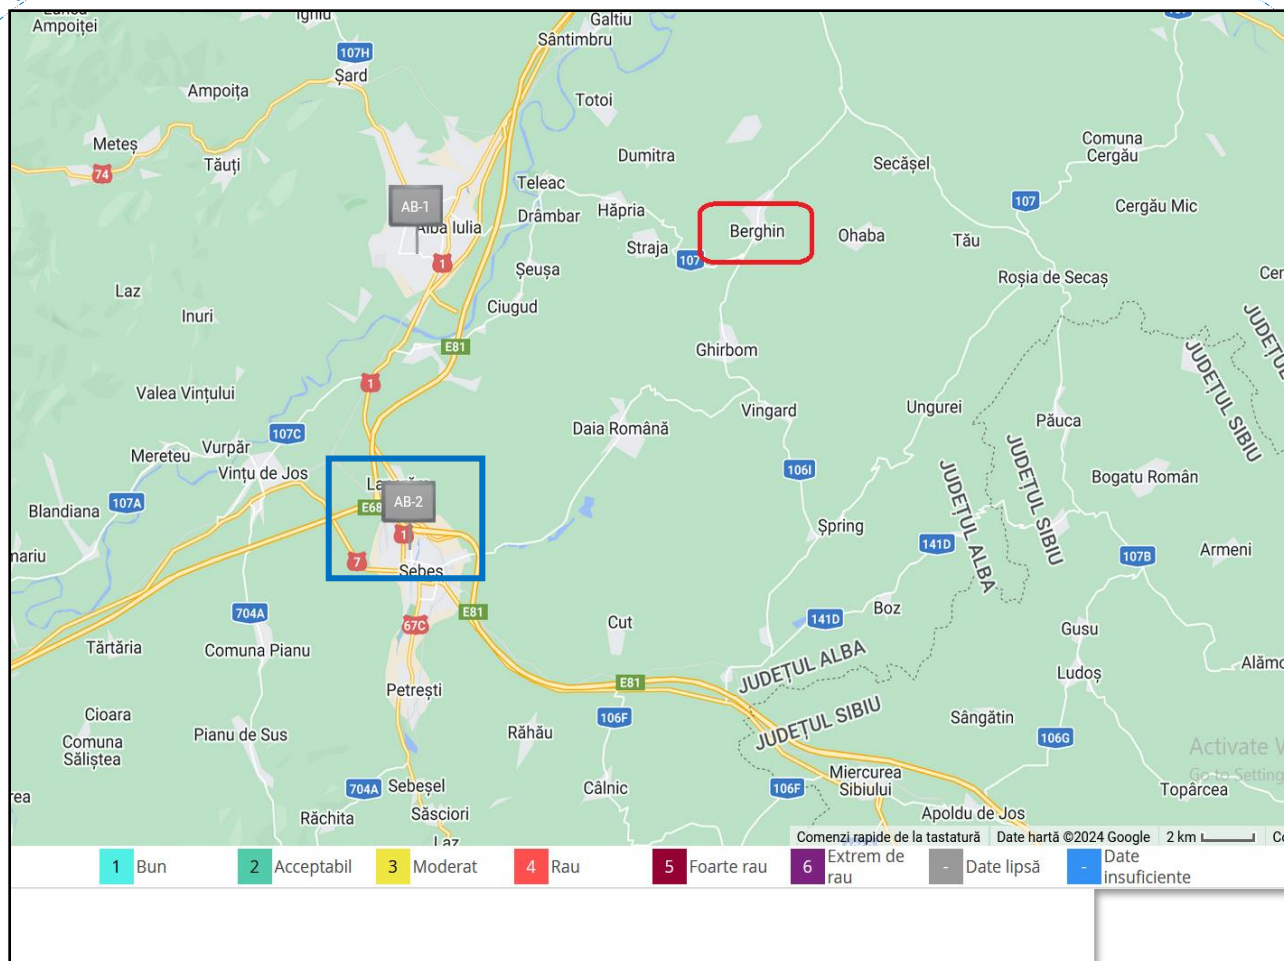 Ampoiței
Galtiu
Sântimbru
107H
Șard
Ampoița
Totoi
Meteș
Tăuți
74
Dumitra
Comuna
Cergău
Secășel
Teleac
107
Cergău Mic
AB-1
Alba Iulia
Drâmbar
Hăpria
Berghin
Straja
Ohaba
Tău
107
1
Șeușa
Roșia de Secaș
Laz
Inuri
Ciugud
E81
Ghirbom
JUDEȚUL SIBIU
1
Valea Vințului
Vingard
Ungurei
Păuca
107C
Daia Română
Mereteu
Vurpăr
Vințu de Jos
106I
JUDEȚUL SIBIU
Bogatu Român
JUDEȚUL ALBA
107A
Blandiana
AB-2
E68
1
Spring
141D
107B
Armeni
7
Sebeș
704A
E81
67C
Cut
141D
Boz
Gusu
Tărtăria
Comuna Pianu
JUDEȚUL ALBA
Ludoș
Petrești
E81
Cioara
106F
JUDEȚUL SIBIU
Sângătin
Comuna
Săliștea
Pianu de Sus
Răhău
106G
Activate
Go to Setting
704A
Sebeșel
Câlnic
106F
Miercurea
Sibiului
Topârcea
Răchita
Săsciori
Apoldu de Jos
Laz
Comenzi rapide de la tastatură
Date hartă ©2024 Google
2 km
1 Bun
2 Acceptabil
3 Moderat
4 Rau
5 Foarte rau
6 Extrem de
rau
- Date lipsă
- Date
insuficiente